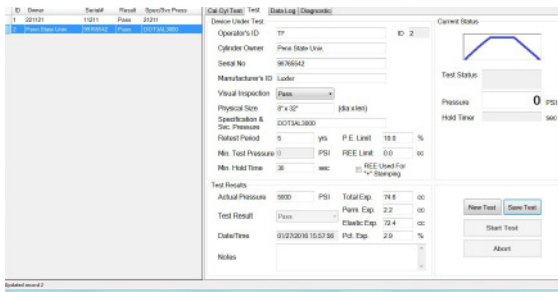 ID Owner Serial# Result Spec/Svc Press
1 221121 11211 Pass 21211
2 Penn State Univ. 99766542 Pass DOT3AL3000
Cal-Cyl Test Test Data Log Diagnostic
Device Under Test
Operator's ID TF ID 2
Cylinder Owner Penn State Univ.
Serial No 99766542
Manufacturer's ID Luxfer
Visual Inspection Pass
Physical Size 8"x 32" (dia x len)
Specification &
Sec. Pressure DOT3AL3000
Retest Period 5 yrs P.E. Limit 10.0 %
Min. Test Pressure 0 PSI REE Limit 0.0 cc
Min. Hold Time 30 sec REE Used For
"+" Stamping
Test Results
Actual Pressure 5000 PSI Total Exp. 74.6 cc
Test Result Pass Perm. Exp. 2.2 cc
Elastic Exp. 72.4 cc
Date/Time 01/27/2016 15:57:56 Pct. Exp. 2.9 %
Notes
Current Status
Test Status
Pressure 0 PSI
Hold Timer sec
New Test Save Test
Start Test
Abort
Updated record 2